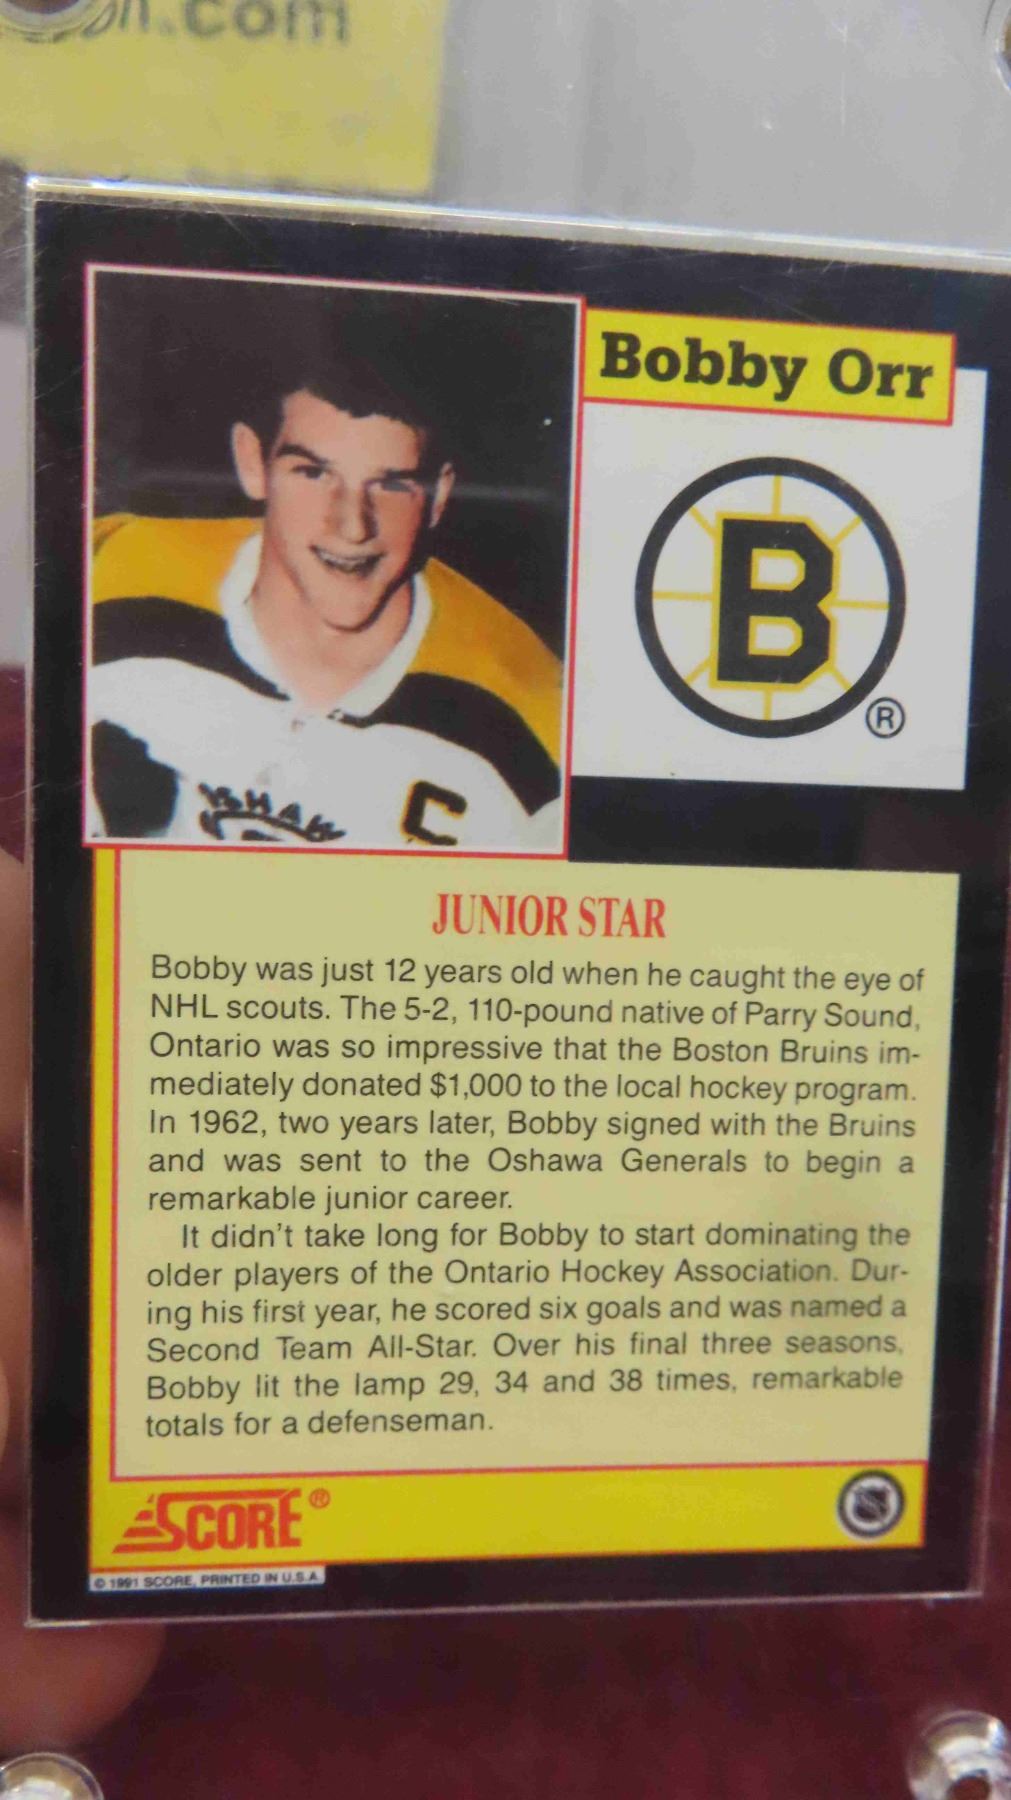 .com
Bobby Orr
B
®
SHAW
C
JUNIOR STAR
Bobby was just 12 years old when he caught the eye of
NHL scouts. The 5-2, 110-pound native of Parry Sound,
Ontario was so impressive that the Boston Bruins im-
mediately donated $1,000 to the local hockey program.
In 1962, two years later, Bobby signed with the Bruins
and was sent to the Oshawa Generals to begin a
remarkable junior career.
It didn't take long for Bobby to start dominating the
older players of the Ontario Hockey Association. Dur-
ing his first year, he scored six goals and was named a
Second Team All-Star. Over his final three seasons,
Bobby lit the lamp 29, 34 and 38 times, remarkable
totals for a defenseman.
SCORE®
© 1991 SCORE, PRINTED IN U.S.A.